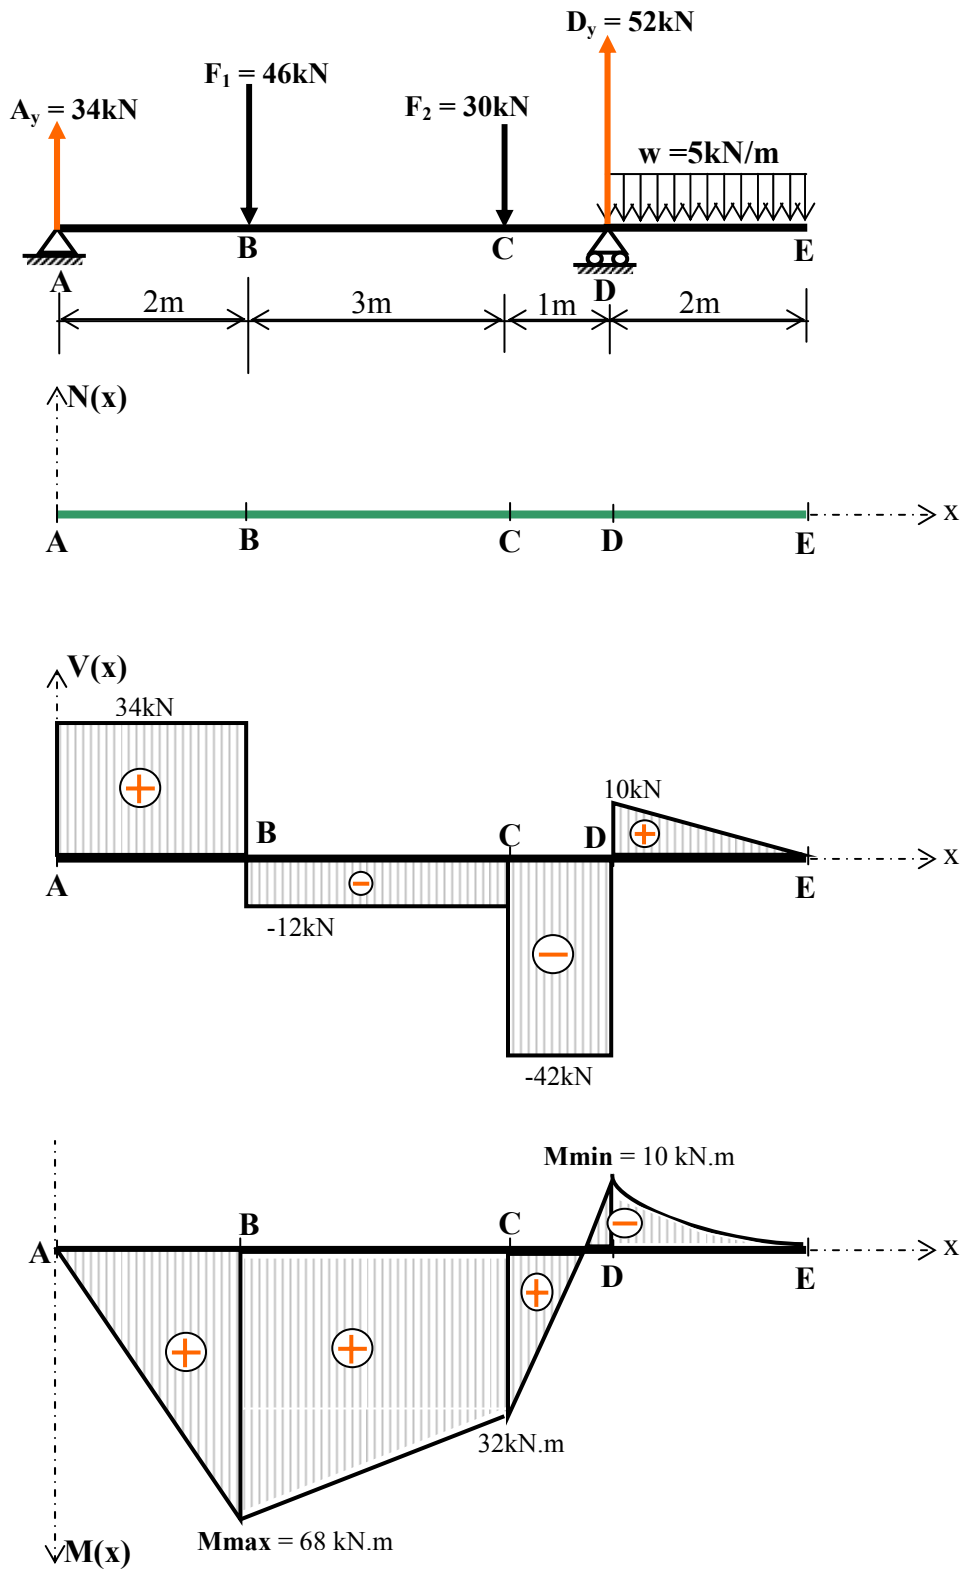 Dy = 52kN
F1 = 46kN
Ay = 34kN
F2 = 30kN
w =5kN/m
B
C
E
A
D
2m
3m
1m
2m
N(x)
x
A
B
C
D
E
V(x)
34kN
10kN
B
C
D
x
A
E
-12kN
-42kN
Mmin = 10 kN.m
B
C
A
x
D
E
32kN.m
Mmax = 68 kN.m
M(x)